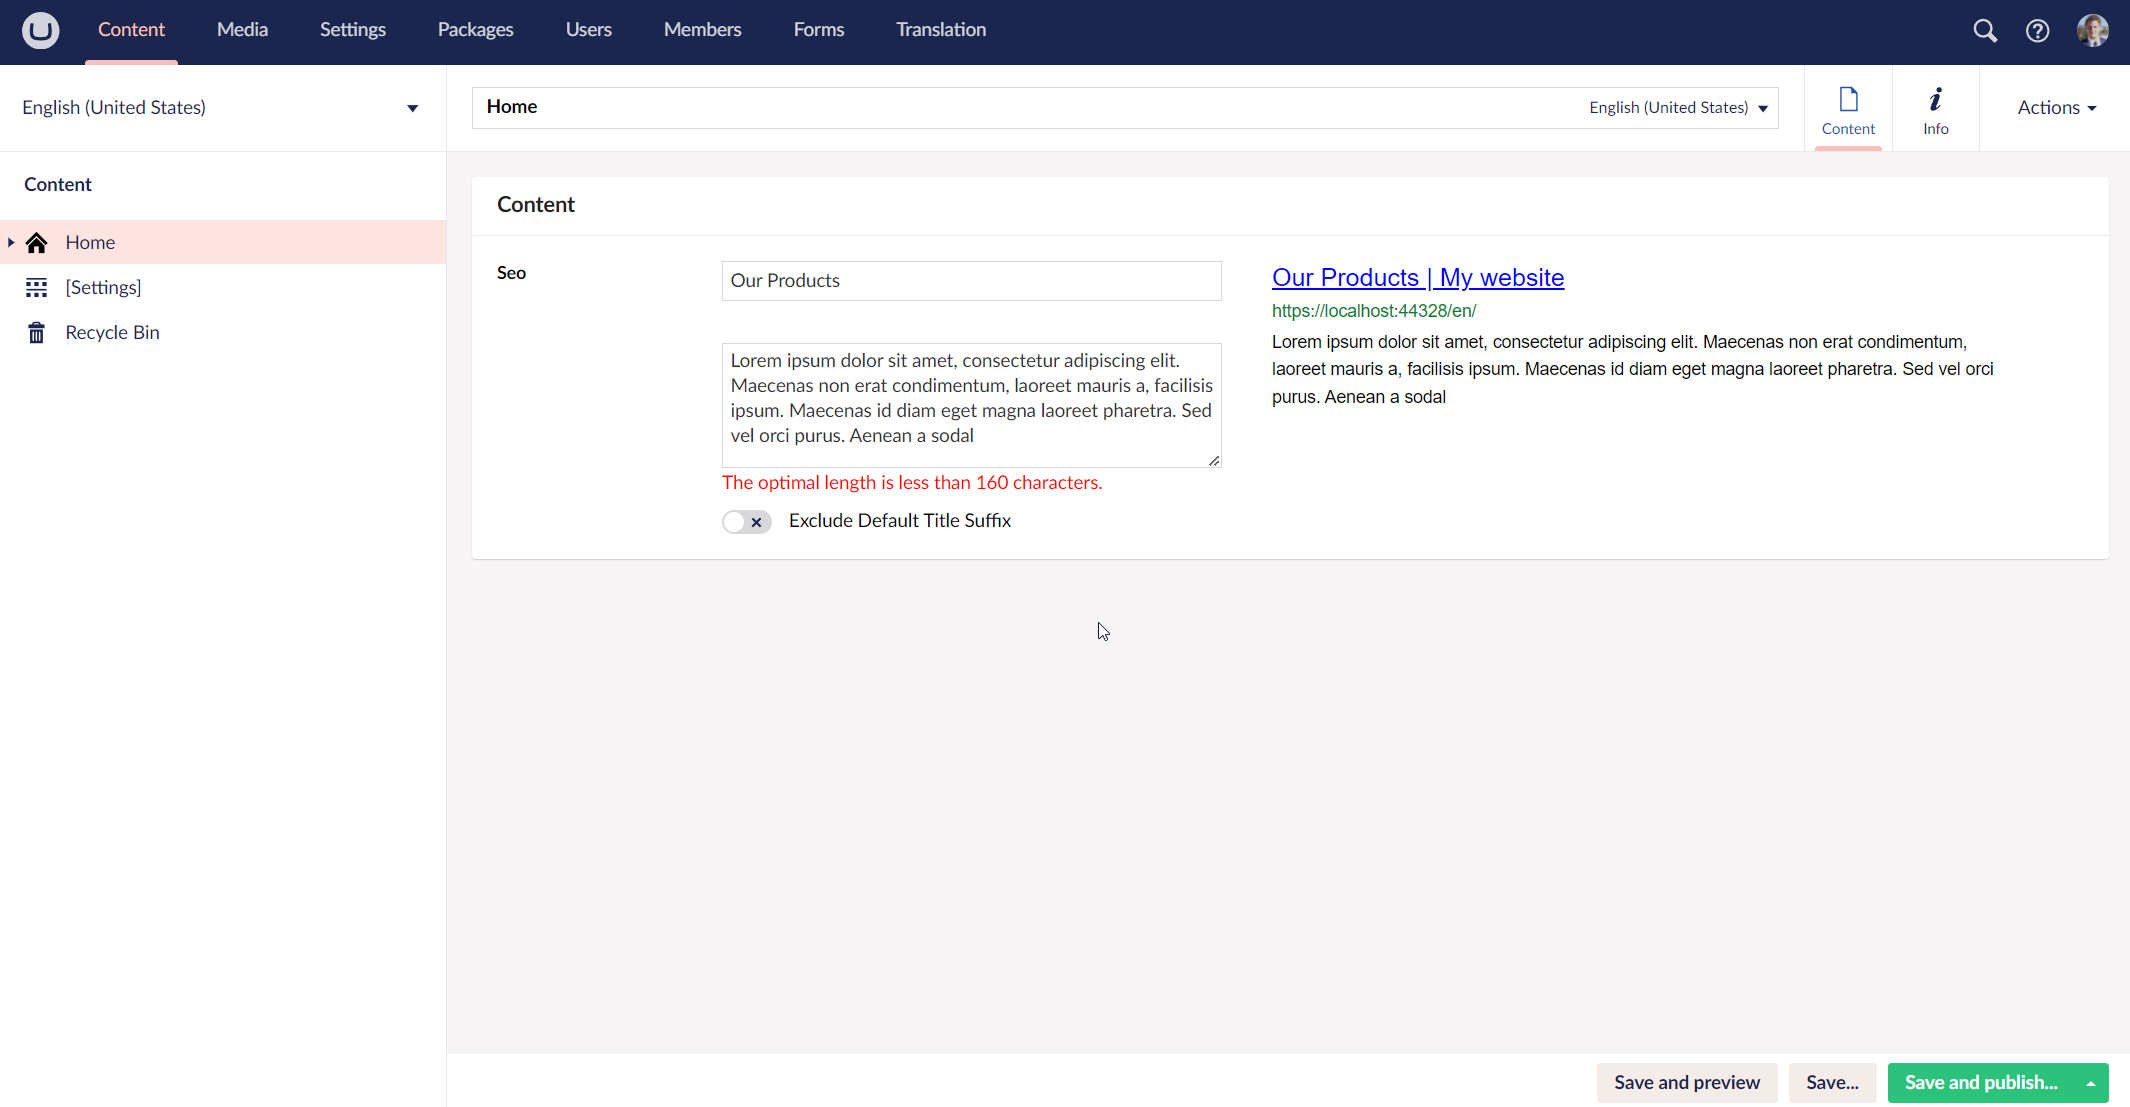 Content Media Settings Packages Users Members Forms Translation
English (United States)
Home English (United States)
Content
Info
Actions
Content
Home
[Settings]
Recycle Bin
Content
Seo
Our Products
Lorem ipsum dolor sit amet, consectetur adipiscing elit.
Maecenas non erat condimentum, laoreet mauris a, facilisis
ipsum. Maecenas id diam eget magna laoreet pharetra. Sed
vel orci purus. Aenean a sodal
The optimal length is less than 160 characters.
Exclude Default Title Suffix
Our Products | My website
https://localhost:44328/en/
Lorem ipsum dolor sit amet, consectetur adipiscing elit. Maecenas non erat condimentum,
laoreet mauris a, facilisis ipsum. Maecenas id diam eget magna laoreet pharetra. Sed vel orci
purus. Aenean a sodal
Save and preview Save... Save and publish...